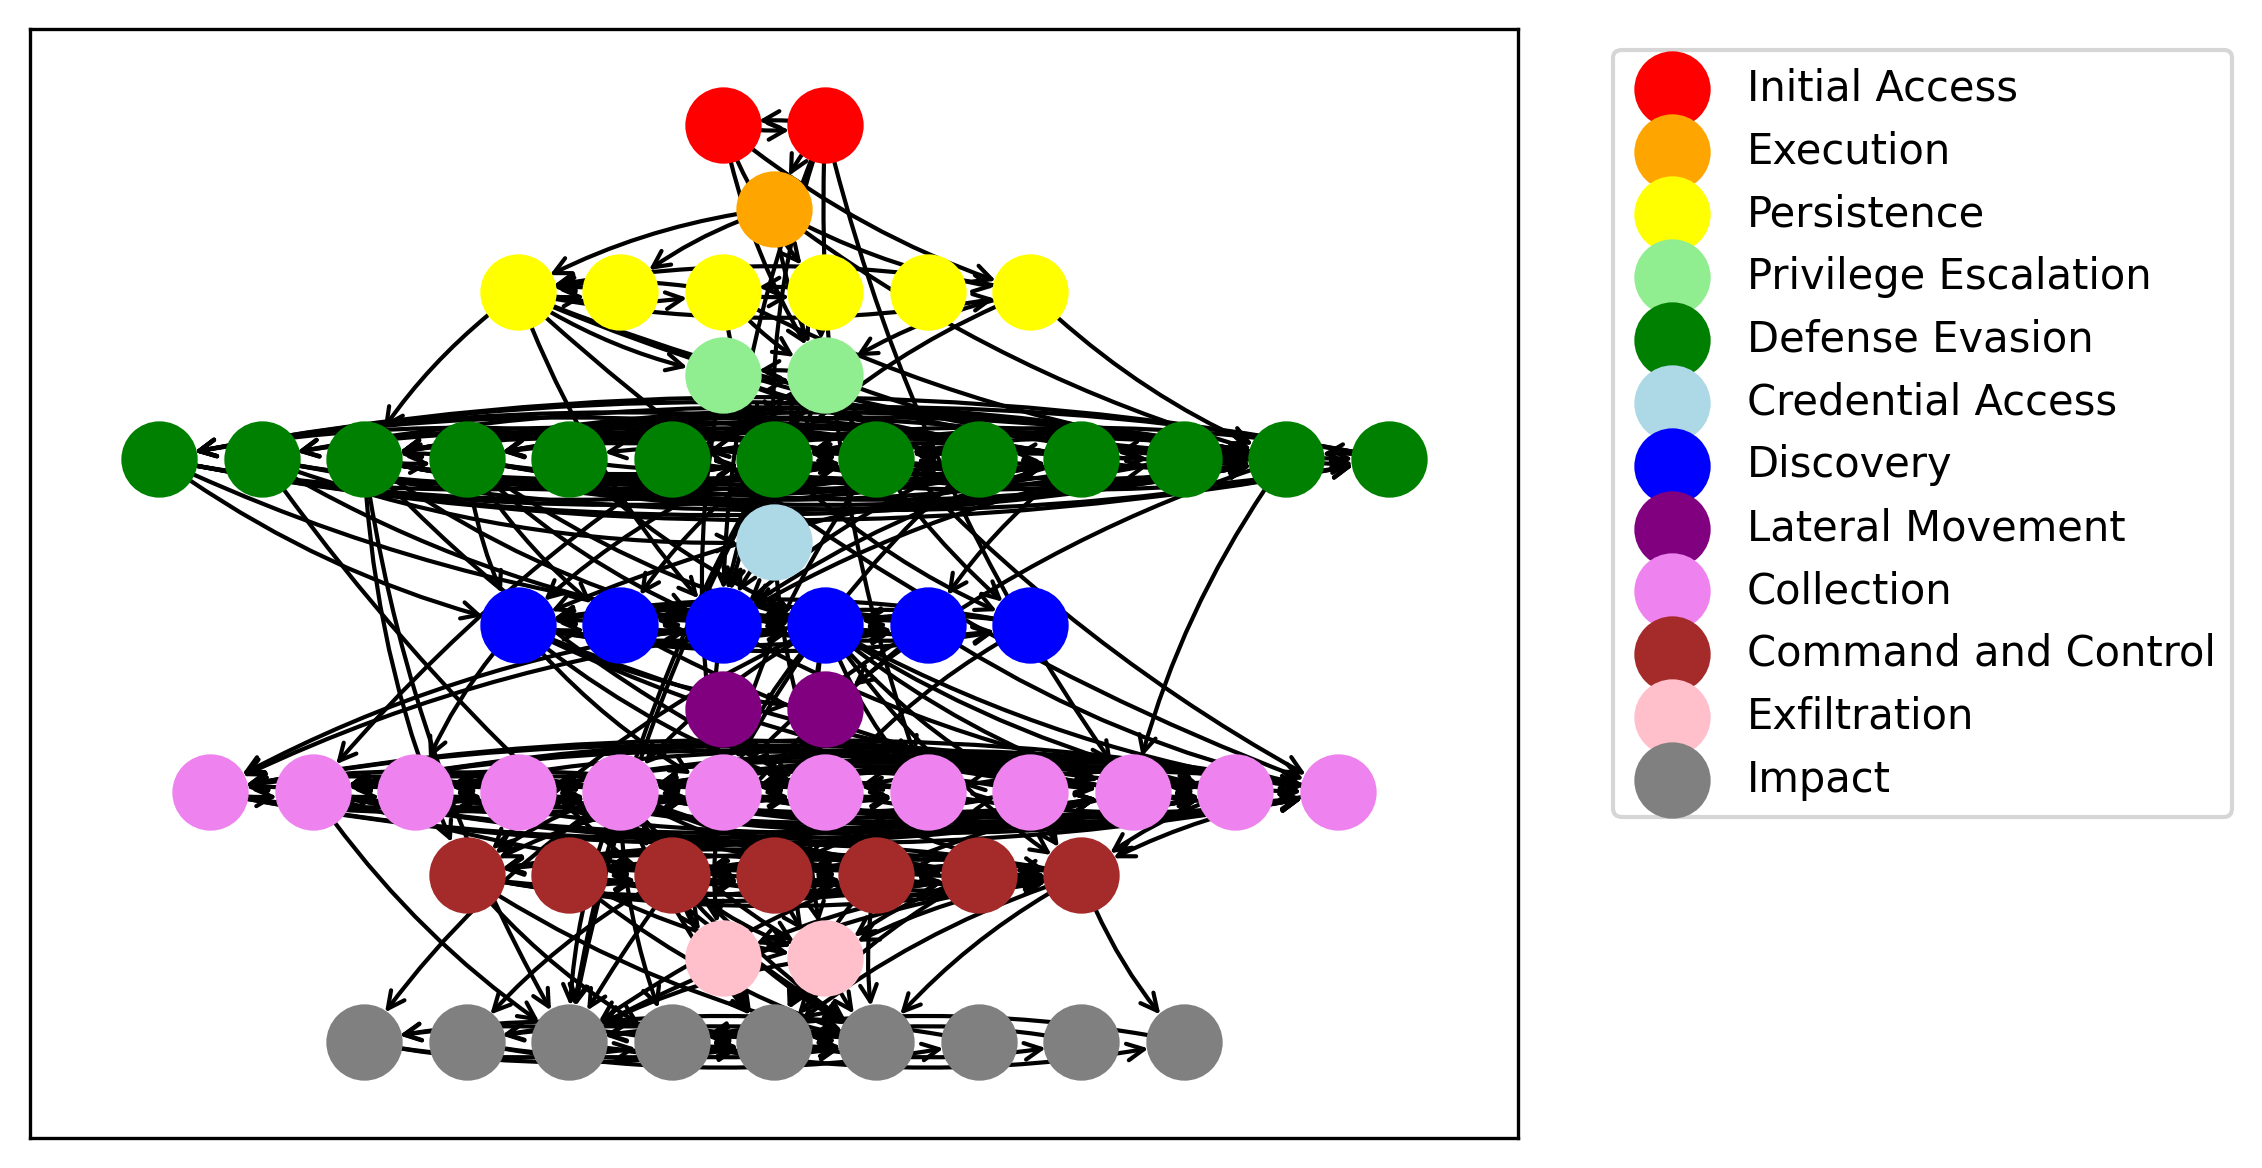 Initial Access
Execution
Persistence
Privilege Escalation
Defense Evasion
Credential Access
Discovery
Lateral Movement
Collection
Command and Control
Exfiltration
Impact